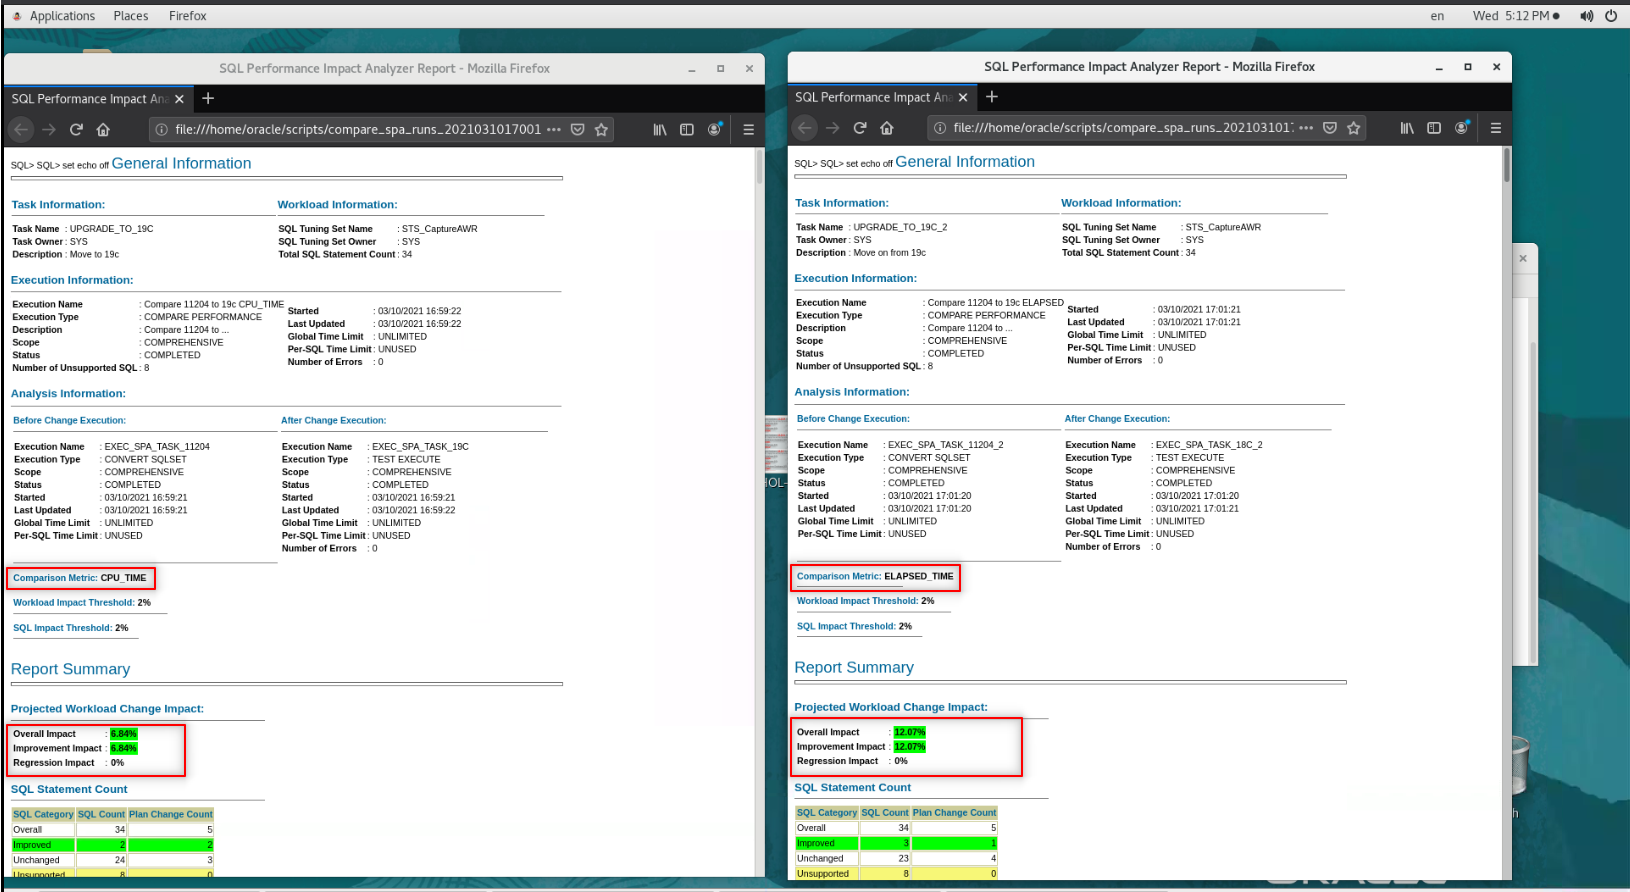 Applications Places Firefox en Wed 5:12 PM
SQL Performance Impact Analyzer Report - Mozilla Firefox
SQL Performance Impact Ana
file:///home/oracle/scripts/compare_spa_runs_2021031017001
SQL> SQL> set echo off General Information
Task Information: Workload Information:
Task Name : UPGRADE_TO_19C SQL Tuning Set Name : STS_CaptureAWR
Task Owner : SYS SQL Tuning Set Owner : SYS
Description : Move to 19c Total SQL Statement Count : 34
Execution Information:
Execution Name : Compare 11204 to 19c CPU_TIME Started : 03/10/2021 16:59:22
Execution Type : COMPARE PERFORMANCE Last Updated : 03/10/2021 16:59:22
Description : Compare 11204 to ... Global Time Limit : UNLIMITED
Scope : COMPREHENSIVE Per-SQL Time Limit : UNUSED
Status : COMPLETED Number of Errors : 0
Number of Unsupported SQL : 8
Analysis Information:
Before Change Execution: After Change Execution:
Execution Name : EXEC_SPA_TASK_11204 Execution Name : EXEC_SPA_TASK_19C
Execution Type : CONVERT SQLSET Execution Type : TEST EXECUTE
Scope : COMPREHENSIVE Scope : COMPREHENSIVE
Status : COMPLETED Status : COMPLETED
Started : 03/10/2021 16:59:21 Started : 03/10/2021 16:59:21
Last Updated : 03/10/2021 16:59:21 Last Updated : 03/10/2021 16:59:22
Global Time Limit : UNLIMITED Global Time Limit : UNLIMITED
Per-SQL Time Limit : UNUSED Per-SQL Time Limit : UNUSED
Number of Errors : 0
Comparison Metric: CPU_TIME
Workload Impact Threshold: 2%
SQL Impact Threshold: 2%
Report Summary
Projected Workload Change Impact:
Overall Impact : 6.84%
Improvement Impact : 6.84%
Regression Impact : 0%
SQL Statement Count
SQL Category SQL Count Plan Change Count
Overall 34 5
Improved 2 2
Unchanged 24 3
Unsupported 8 0
SQL Performance Impact Analyzer Report - Mozilla Firefox
SQL Performance Impact Ana
file:///home/oracle/scripts/compare_spa_runs_202103101
SQL> SQL> set echo off General Information
Task Information: Workload Information:
Task Name : UPGRADE_TO_19C_2 SQL Tuning Set Name : STS_CaptureAWR
Task Owner : SYS SQL Tuning Set Owner : SYS
Description : Move on from 19c Total SQL Statement Count : 34
Execution Information:
Execution Name : Compare 11204 to 19c ELAPSED Started : 03/10/2021 17:01:21
Execution Type : COMPARE PERFORMANCE Last Updated : 03/10/2021 17:01:21
Description : Compare 11204 to ... Global Time Limit : UNLIMITED
Scope : COMPREHENSIVE Per-SQL Time Limit : UNUSED
Status : COMPLETED Number of Errors : 0
Number of Unsupported SQL : 8
Analysis Information:
Before Change Execution: After Change Execution:
Execution Name : EXEC_SPA_TASK_11204_2 Execution Name : EXEC_SPA_TASK_18C_2
Execution Type : CONVERT SQLSET Execution Type : TEST EXECUTE
Scope : COMPREHENSIVE Scope : COMPREHENSIVE
Status : COMPLETED Status : COMPLETED
Started : 03/10/2021 17:01:20 Started : 03/10/2021 17:01:20
Last Updated : 03/10/2021 17:01:20 Last Updated : 03/10/2021 17:01:21
Global Time Limit : UNLIMITED Global Time Limit : UNLIMITED
Per-SQL Time Limit : UNUSED Per-SQL Time Limit : UNUSED
Number of Errors : 0
Comparison Metric: ELAPSED_TIME
Workload Impact Threshold: 2%
SQL Impact Threshold: 2%
Report Summary
Projected Workload Change Impact:
Overall Impact : 12.07%
Improvement Impact : 12.07%
Regression Impact : 0%
SQL Statement Count
SQL Category SQL Count Plan Change Count
Overall 34 5
Improved 3 1
Unchanged 23 4
Unsupported 8 0